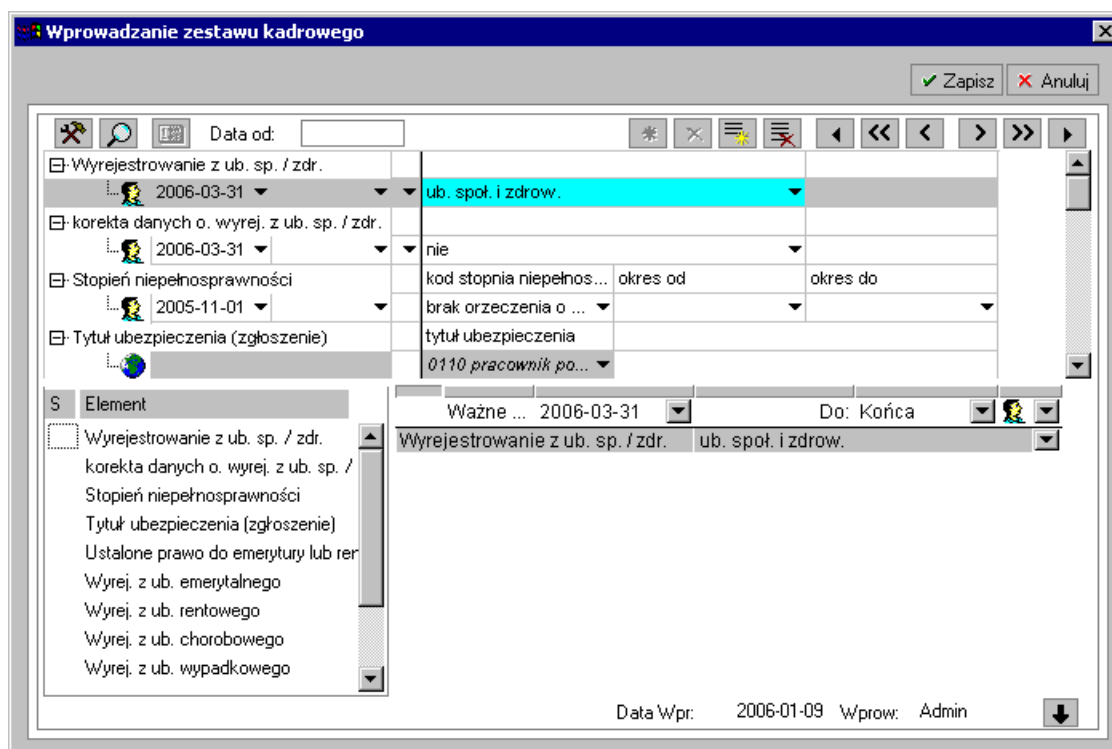 Wprowadzanie zestawu kadrowego
Zapisz Anuluj
Data od:
Wyrejestrowanie z ub. sp. / zdr.
2006-03-31 ub. społ. i zdrow.
korekta danych o. wyrej. z ub. sp. / zdr.
2006-03-31 nie
Stopień niepełnosprawności kod stopnia niepełnos... okres od okres do
2005-11-01 brak orzeczenia o ...
Tytuł ubezpieczenia (zgłoszenie) tytuł ubezpieczenia
0110 pracownik po...
S Element
Ważne ... 2006-03-31 Do: Końca
Wyrejestrowanie z ub. sp. / zdr. ub. społ. i zdrow.
Wyrejestrowanie z ub. sp. / zdr.
korekta danych o. wyrej. z ub. sp. /
Stopień niepełnosprawności
Tytuł ubezpieczenia (zgłoszenie)
Ustalone prawo do emerytury lub ren
Wyrej. z ub. emerytalnego
Wyrej. z ub. rentowego
Wyrej. z ub. chorobowego
Wyrej. z ub. wypadkowego
Data Wpr: 2006-01-09 Wprow: Admin